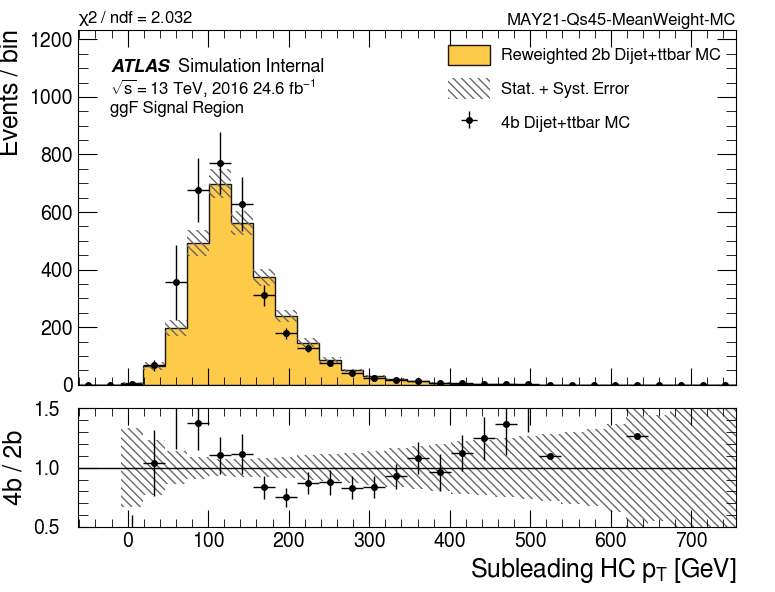 χ2 / ndf = 2.032
MAY21-Qs45-MeanWeight-MC
Events / bin
1200
1000
800
600
400
200
0
ATLAS Simulation Internal
√s = 13 TeV, 2016 24.6 fb−1
ggF Signal Region
Reweighted 2b Dijet+ttbar MC
Stat. + Syst. Error
4b Dijet+ttbar MC
4b / 2b
1.5
1.0
0.5
0 100 200 300 400 500 600 700
Subleading HC pT [GeV]